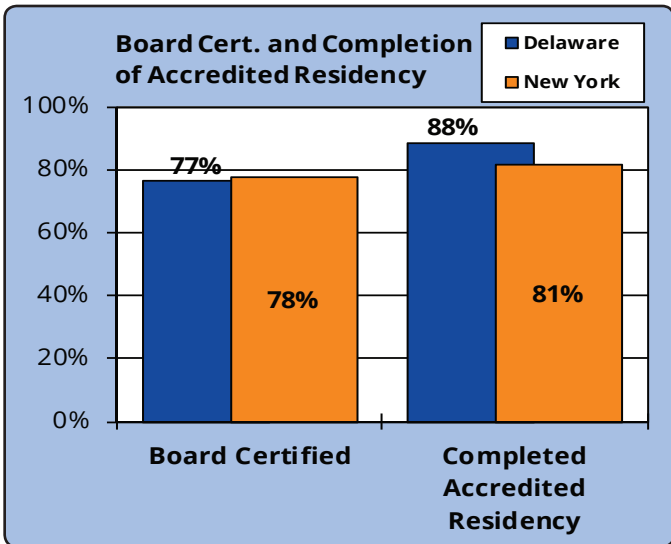 Board Cert. and Completion
of Accredited Residency
Delaware
New York
100%
80%
60%
40%
20%
0%
77%
78%
88%
81%
Board Certified
Completed
Accredited
Residency